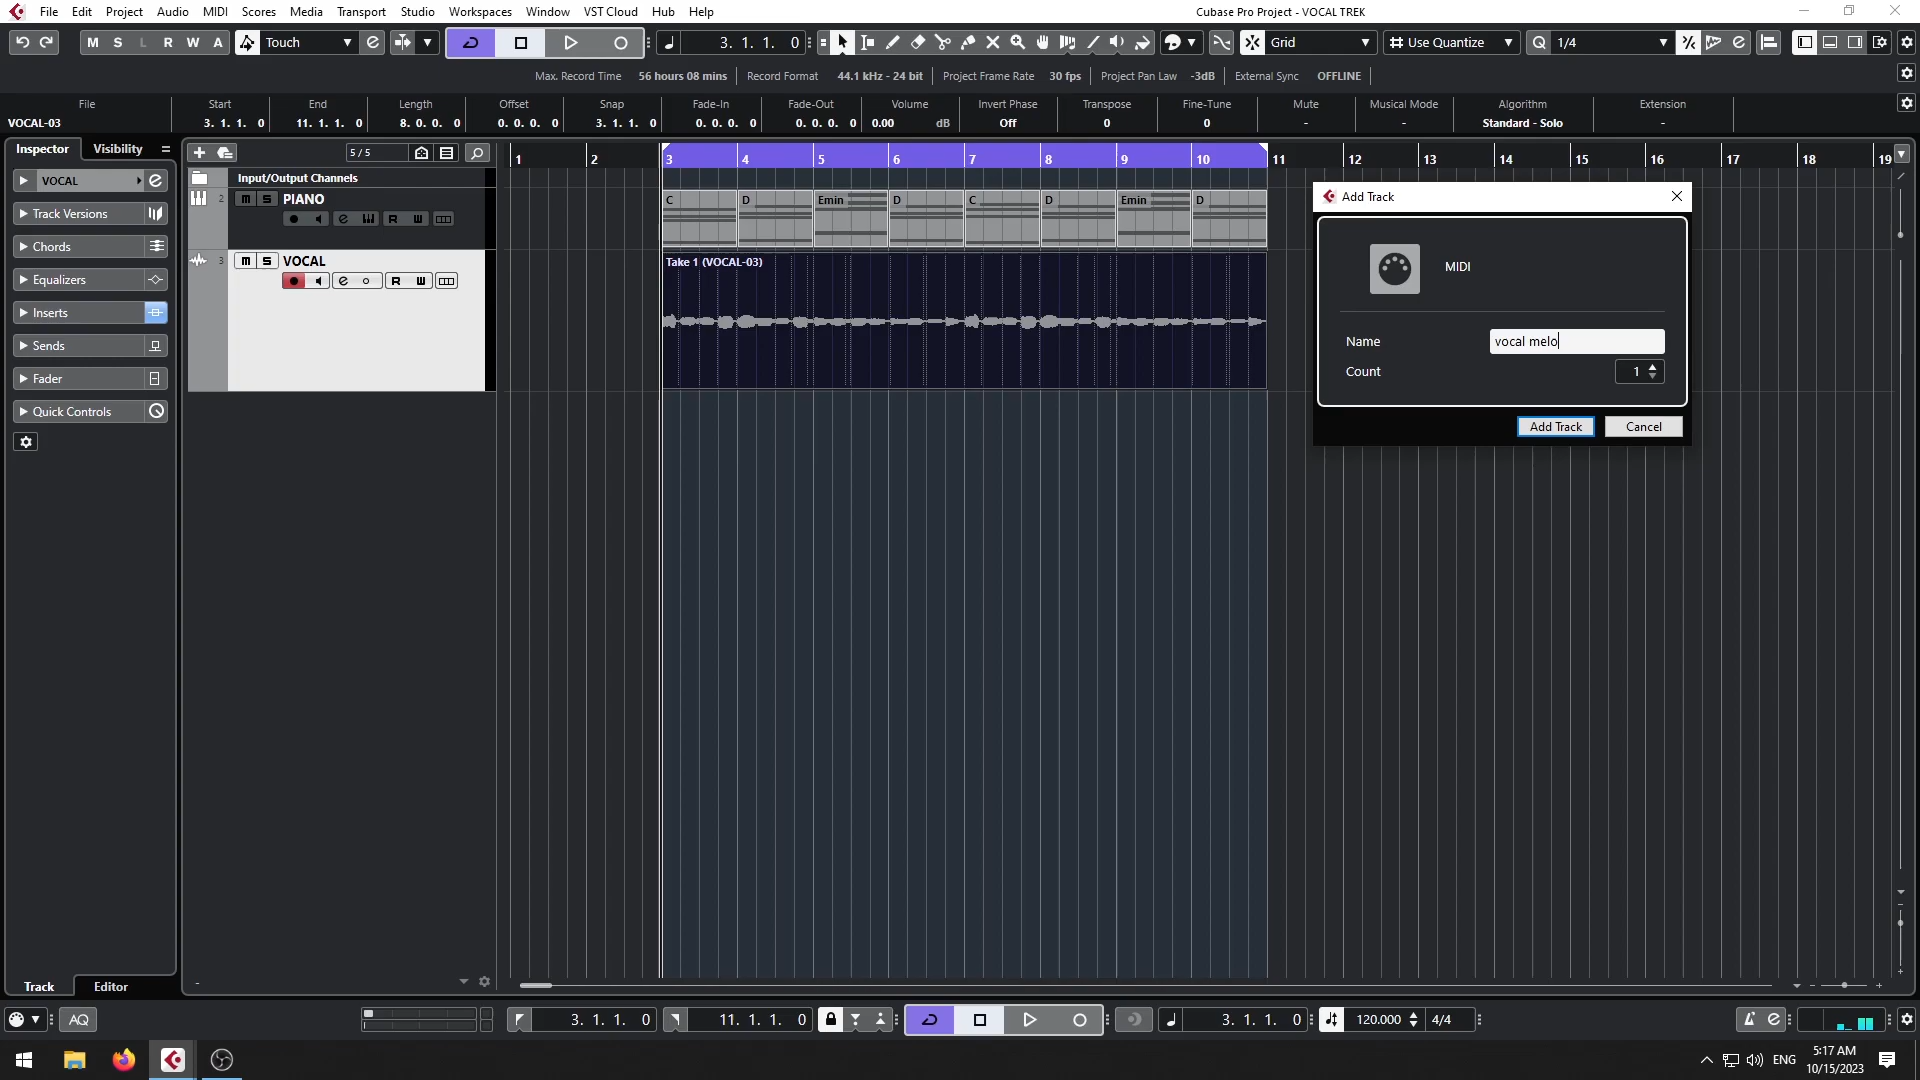 File Edit Project Audio MIDI Scores Media Transport Studio Workspaces Window VST Cloud Hub Help
Cubase Pro Project - VOCAL TREK
M S L R W A Touch 3. 1. 1. 0 Grid Use Quantize Q 1/4
Max. Record Time 56 hours 08 mins Record Format 44.1 kHz - 24 bit Project Frame Rate 30 fps Project Pan Law -3dB External Sync OFFLINE
File Start End Length Offset Snap Fade-In Fade-Out Volume Invert Phase Transpose Fine-Tune Mute Musical Mode Algorithm Extension
VOCAL-03 3. 1. 1. 0 11. 1. 1. 0 8. 0. 0. 0 0. 0. 0. 0 3. 1. 1. 0 0. 0. 0. 0 0. 0. 0. 0 0.00 dB Off 0 0 - - Standard - Solo -
Inspector Visibility
5 / 5
1 2 3 4 5 6 7 8 9 10 11 12 13 14 15 16 17 18 19
VOCAL
Track Versions
Chords
Equalizers
Inserts
Sends
Fader
Quick Controls
Input/Output Channels
2 m S PIANO
R W
3 m S VOCAL
R W
C D Emin D C D Emin D
Take 1 (VOCAL-03)
Add Track
MIDI
Name vocal melo
Count 1
Add Track Cancel
Track Editor
AQ 3. 1. 1. 0 11. 1. 1. 0 3. 1. 1. 0 120.000 4/4
ENG
5:17 AM
10/15/2023